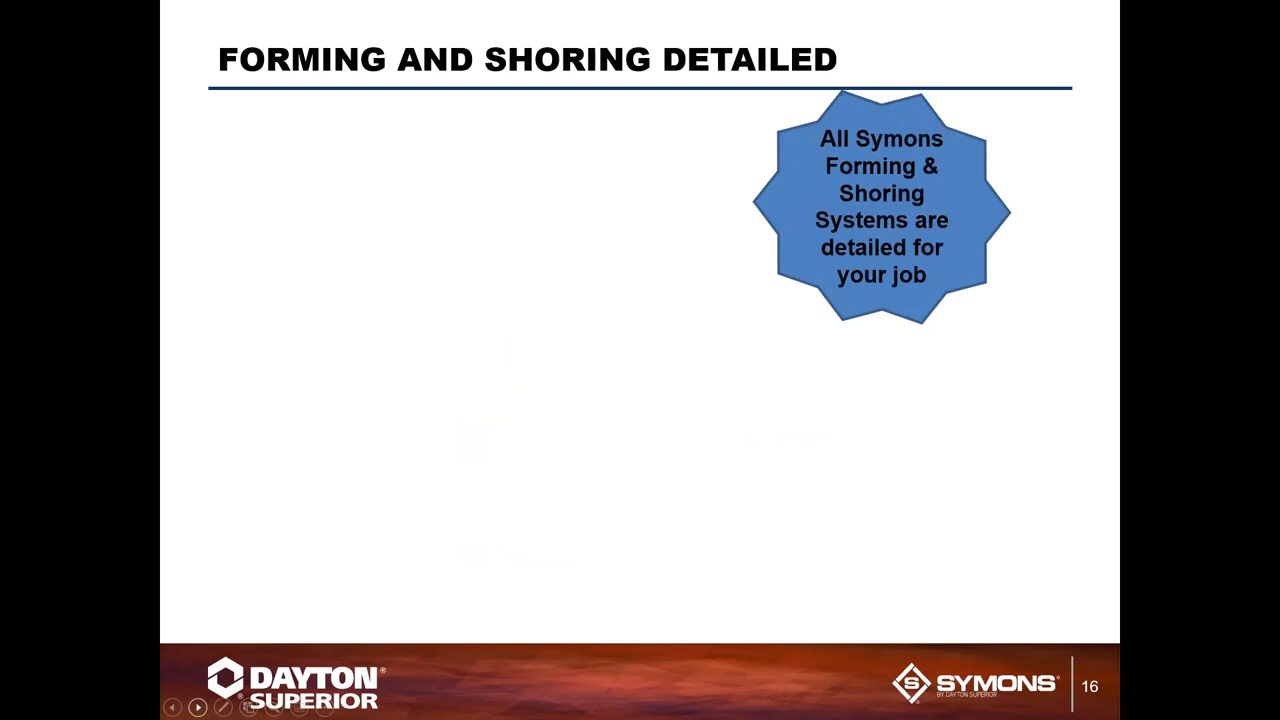 FORMING AND SHORING DETAILED
All Symons
Forming &
Shoring
Systems are
detailed for
your job
DAYTON
SUPERIOR
SYMONS
BY DAYTON SUPERIOR
16